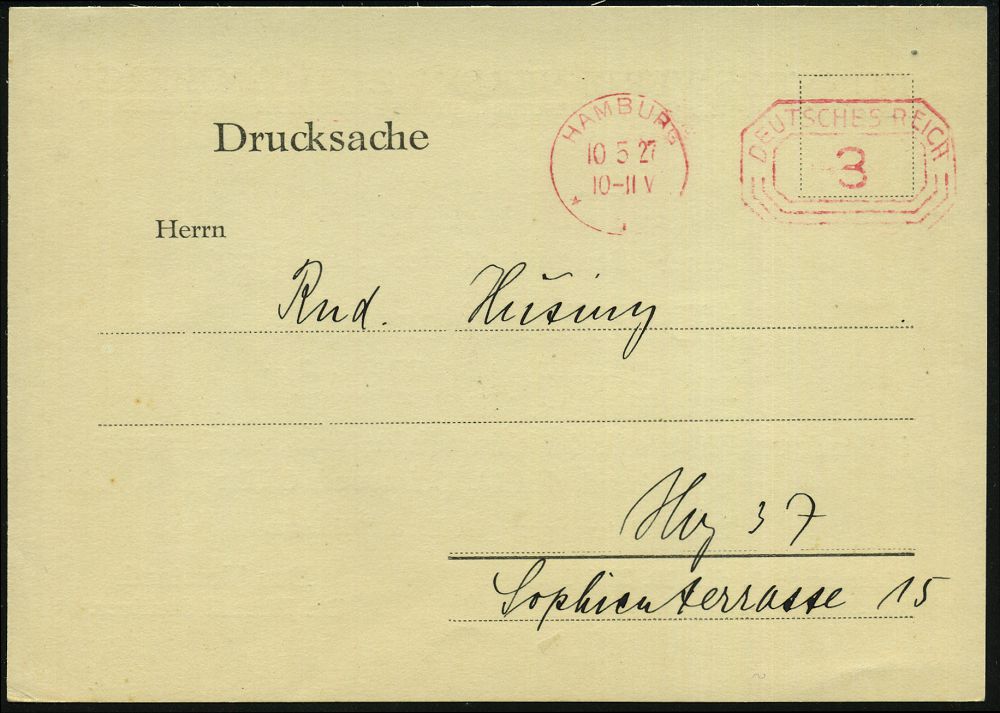 Drucksache
HAMBURG
10 5 27
10-11 V
*
DEUTSCHES REICH
3
Herrn
Rud. Hüsing
Hbg 37
Sophienterrasse 15